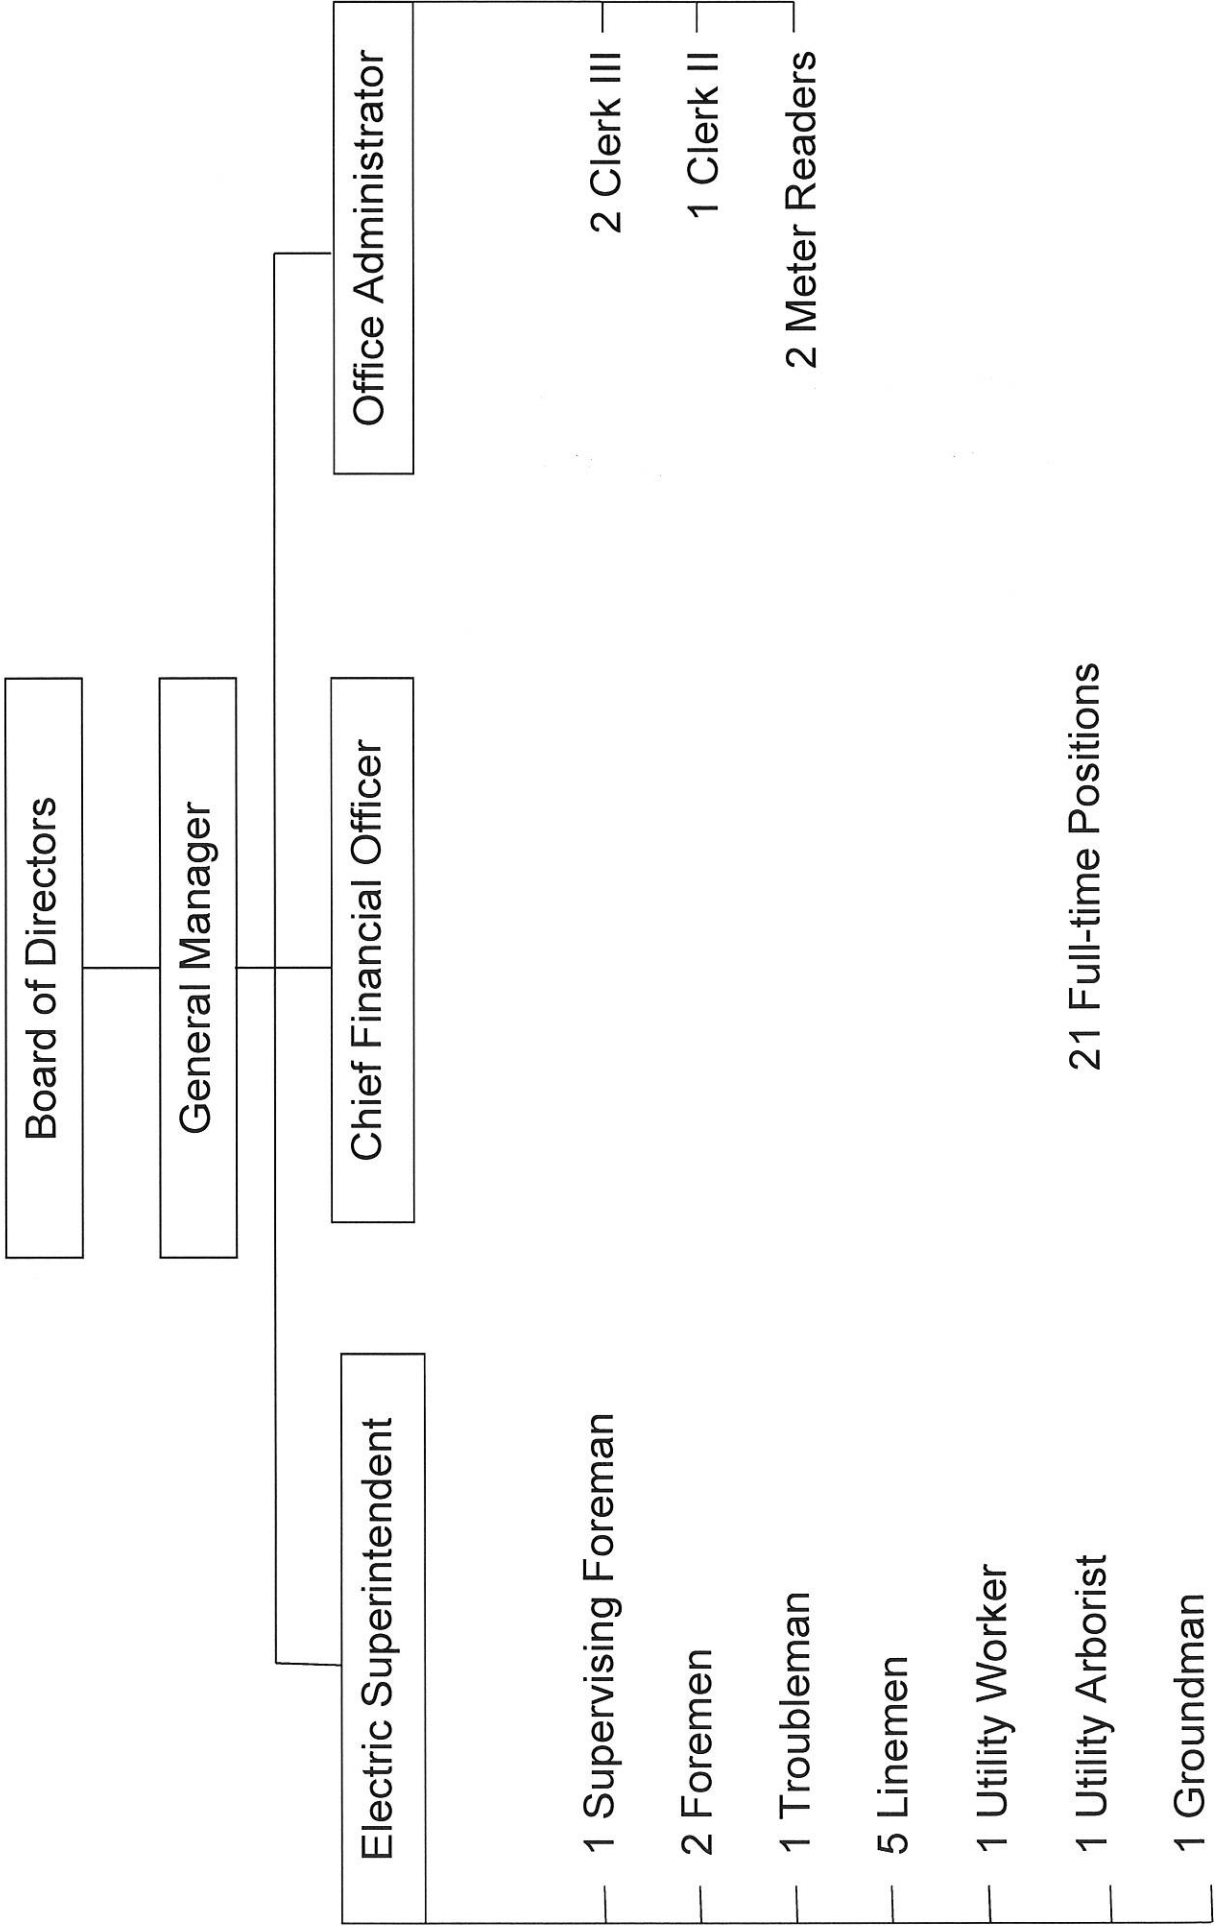 Board of Directors
General Manager
Electric Superintendent
Chief Financial Officer
Office Administrator
1 Supervising Foreman
2 Foremen
1 Troubleman
5 Linemen
1 Utility Worker
1 Utility Arborist
1 Groundman
2 Clerk III
1 Clerk II
2 Meter Readers
21 Full-time Positions